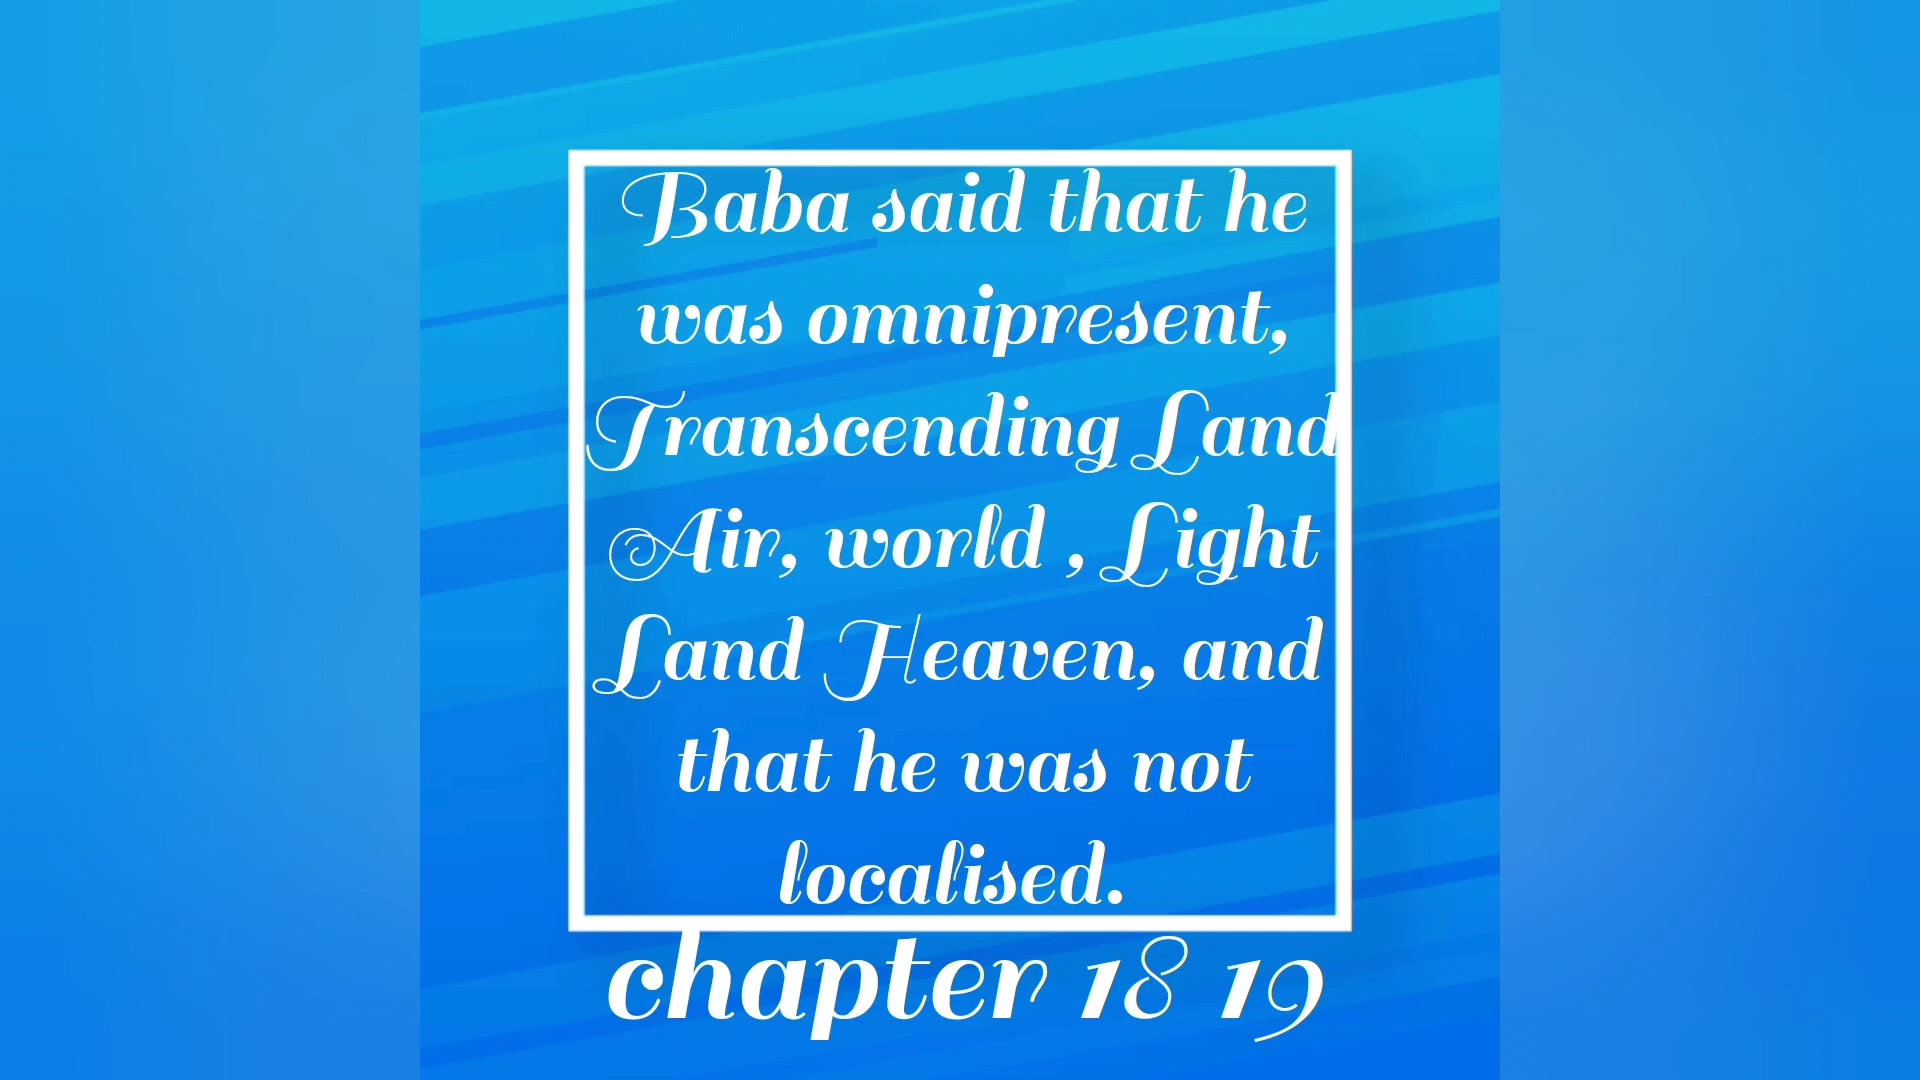 Baba said that he
was omnipresent,
Transcending Land
Air, world , Light
Land Heaven, and
that he was not
localised.
chapter 18 19